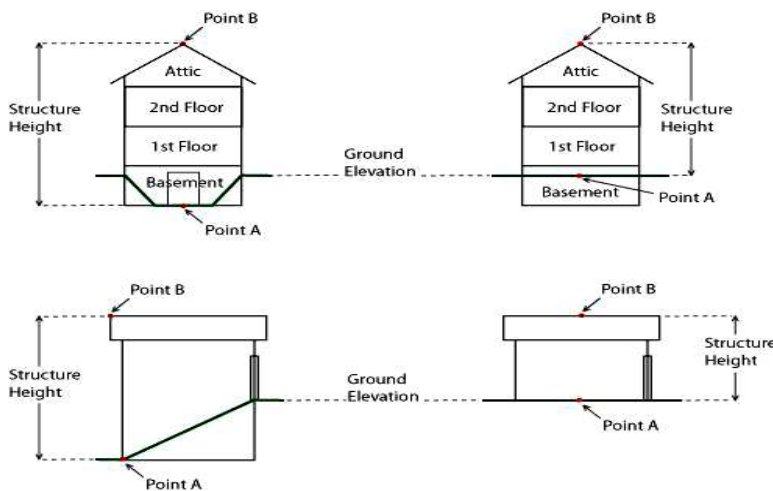 Point B
Attic
2nd Floor
1st Floor
Basement
Structure
Height
Point A
Ground
Elevation
Point B
Attic
2nd Floor
1st Floor
Basement
Structure
Height
Point A
Point B
Structure
Height
Point A
Ground
Elevation
Point B
Structure
Height
Point A